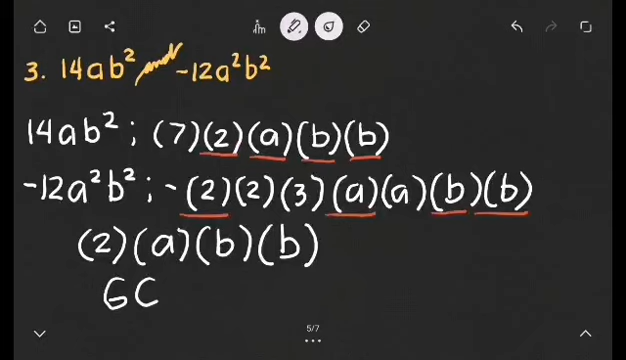 3. 14ab² and -12a²b²
14ab² ; (7)(2)(a)(b)(b)
-12a²b² ; -(2)(2)(3)(a)(a)(b)(b)
(2)(a)(b)(b)
GC
5/7